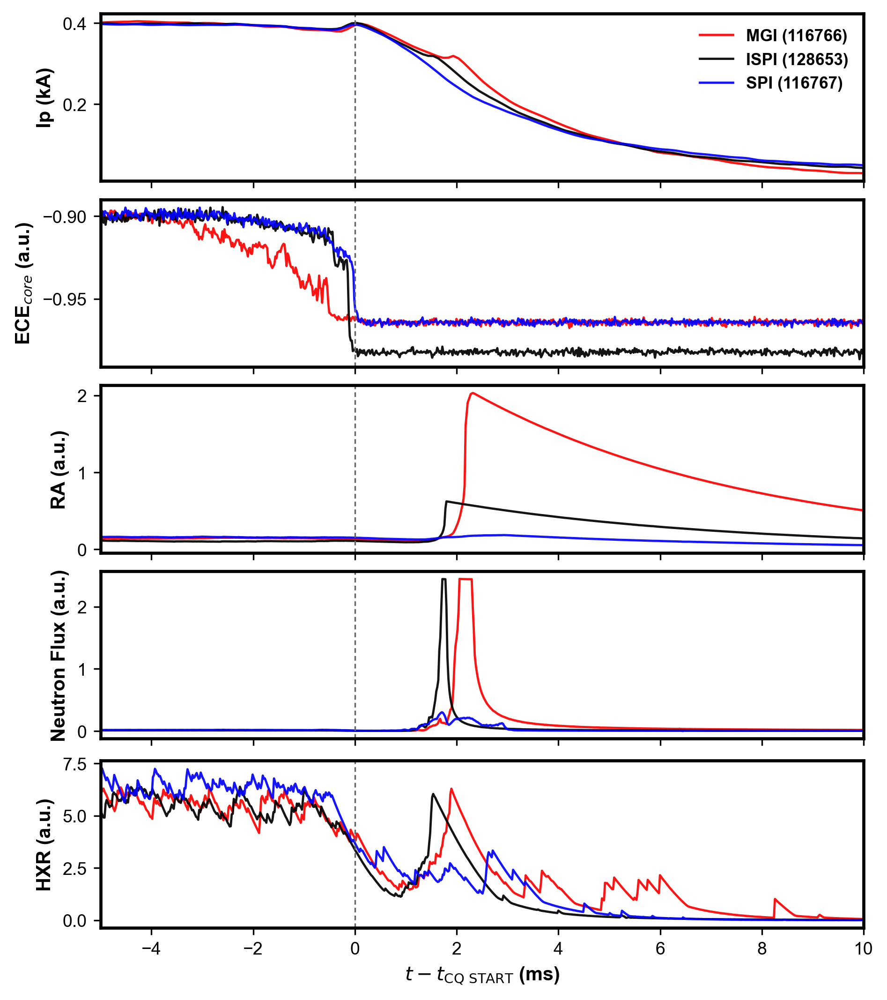 Ip (kA)
0.4
0.2
MGI (116766)
ISPI (128653)
SPI (116767)
ECEcore (a.u.)
−0.90
−0.95
RA (a.u.)
2
1
0
Neutron Flux (a.u.)
2
1
0
HXR (a.u.)
7.5
5.0
2.5
0.0
−4 −2 0 2 4 6 8 10
t − tCQ START (ms)